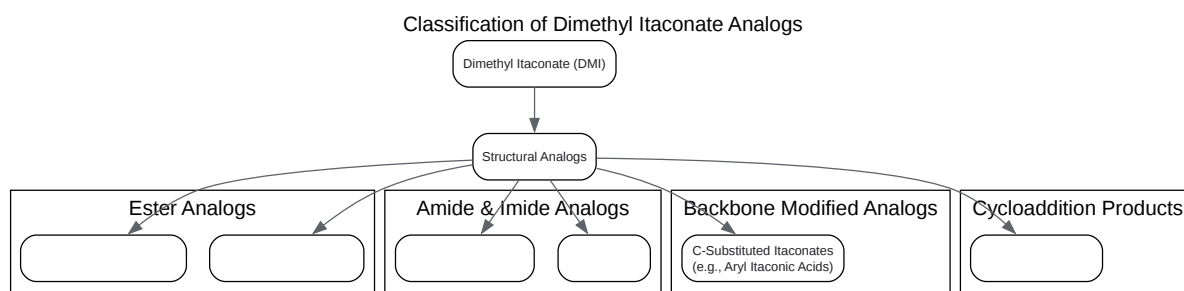 Classification of Dimethyl Itaconate Analogs
Dimethyl Itaconate (DMI)
Structural Analogs
Ester Analogs
Amide & Imide Analogs
Backbone Modified Analogs
Cycloaddition Products
C-Substituted Itaconates
(e.g., Aryl Itaconic Acids)